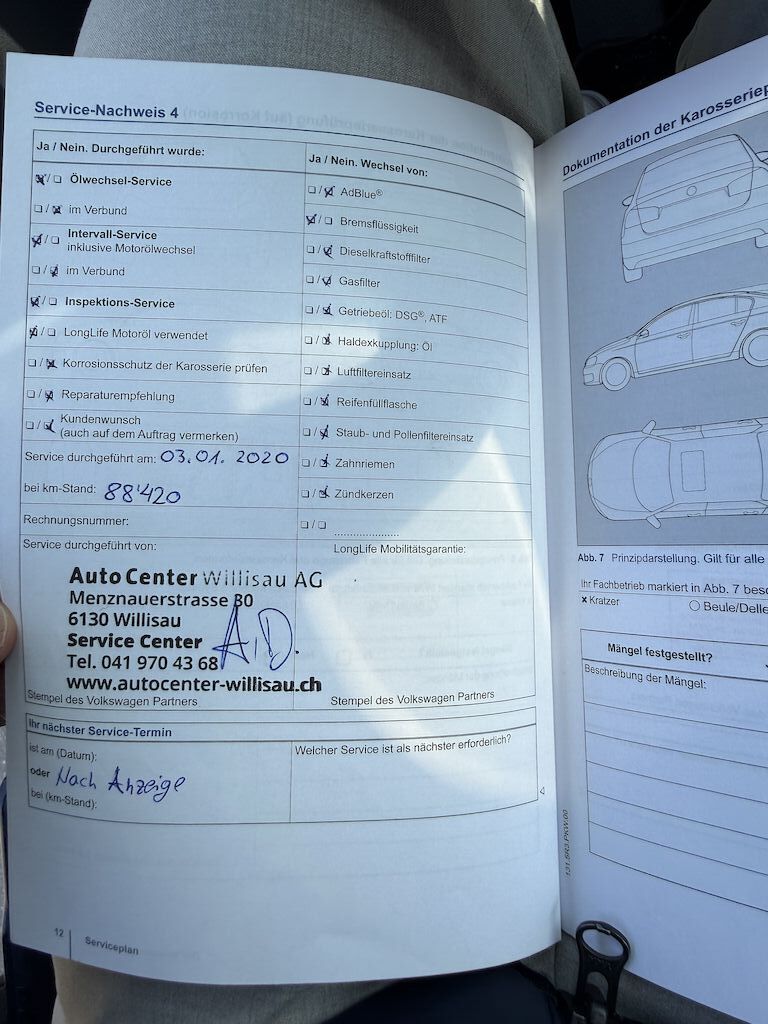 Service-Nachweis 4
Ja / Nein. Durchgeführt wurde:
☒/☐ Ölwechsel-Service
☐/☒ im Verbund
☒/☐ Intervall-Service
inklusive Motorölwechsel
☐/☒ im Verbund
☒/☐ Inspektions-Service
☒/☐ LongLife Motoröl verwendet
☐/☒ Korrosionsschutz der Karosserie prüfen
☐/☒ Reparaturempfehlung
☐/☒ Kundenwunsch
(auch auf dem Auftrag vermerken)
Service durchgeführt am: 03.01.2020
bei km-Stand: 88'420
Rechnungsnummer:
Ja / Nein. Wechsel von:
☐/☒ AdBlue®
☒/☐ Bremsflüssigkeit
☐/☒ Dieselkraftstofffilter
☐/☒ Gasfilter
☐/☒ Getriebeöl: DSG®, ATF
☐/☒ Haldexkupplung: Öl
☐/☒ Luftfiltereinsatz
☐/☒ Reifenfüllflasche
☐/☒ Staub- und Pollenfiltereinsatz
☐/☒ Zahnriemen
☐/☒ Zündkerzen
☐/☐ ....................
Service durchgeführt von:
Auto Center Willisau AG
Menznauerstrasse 30
6130 Willisau
Service Center
Tel. 041 970 43 68
www.autocenter-willisau.ch
A.D.
Stempel des Volkswagen Partners
LongLife Mobilitätsgarantie:
Stempel des Volkswagen Partners
Ihr nächster Service-Termin
ist am (Datum):
oder Nach Anzeige
bei (km-Stand):
Welcher Service ist als nächster erforderlich?
12
Serviceplan
Dokumentation der
Abb. 7 Prinzipdarstellung. Gilt für alle
Ihr Fachbetrieb markiert in Abb. 7
x Kratzer
○ Beule/Delle
Mängel festgestellt?
Beschreibung der Mängel:
131.5R3.PKW.00